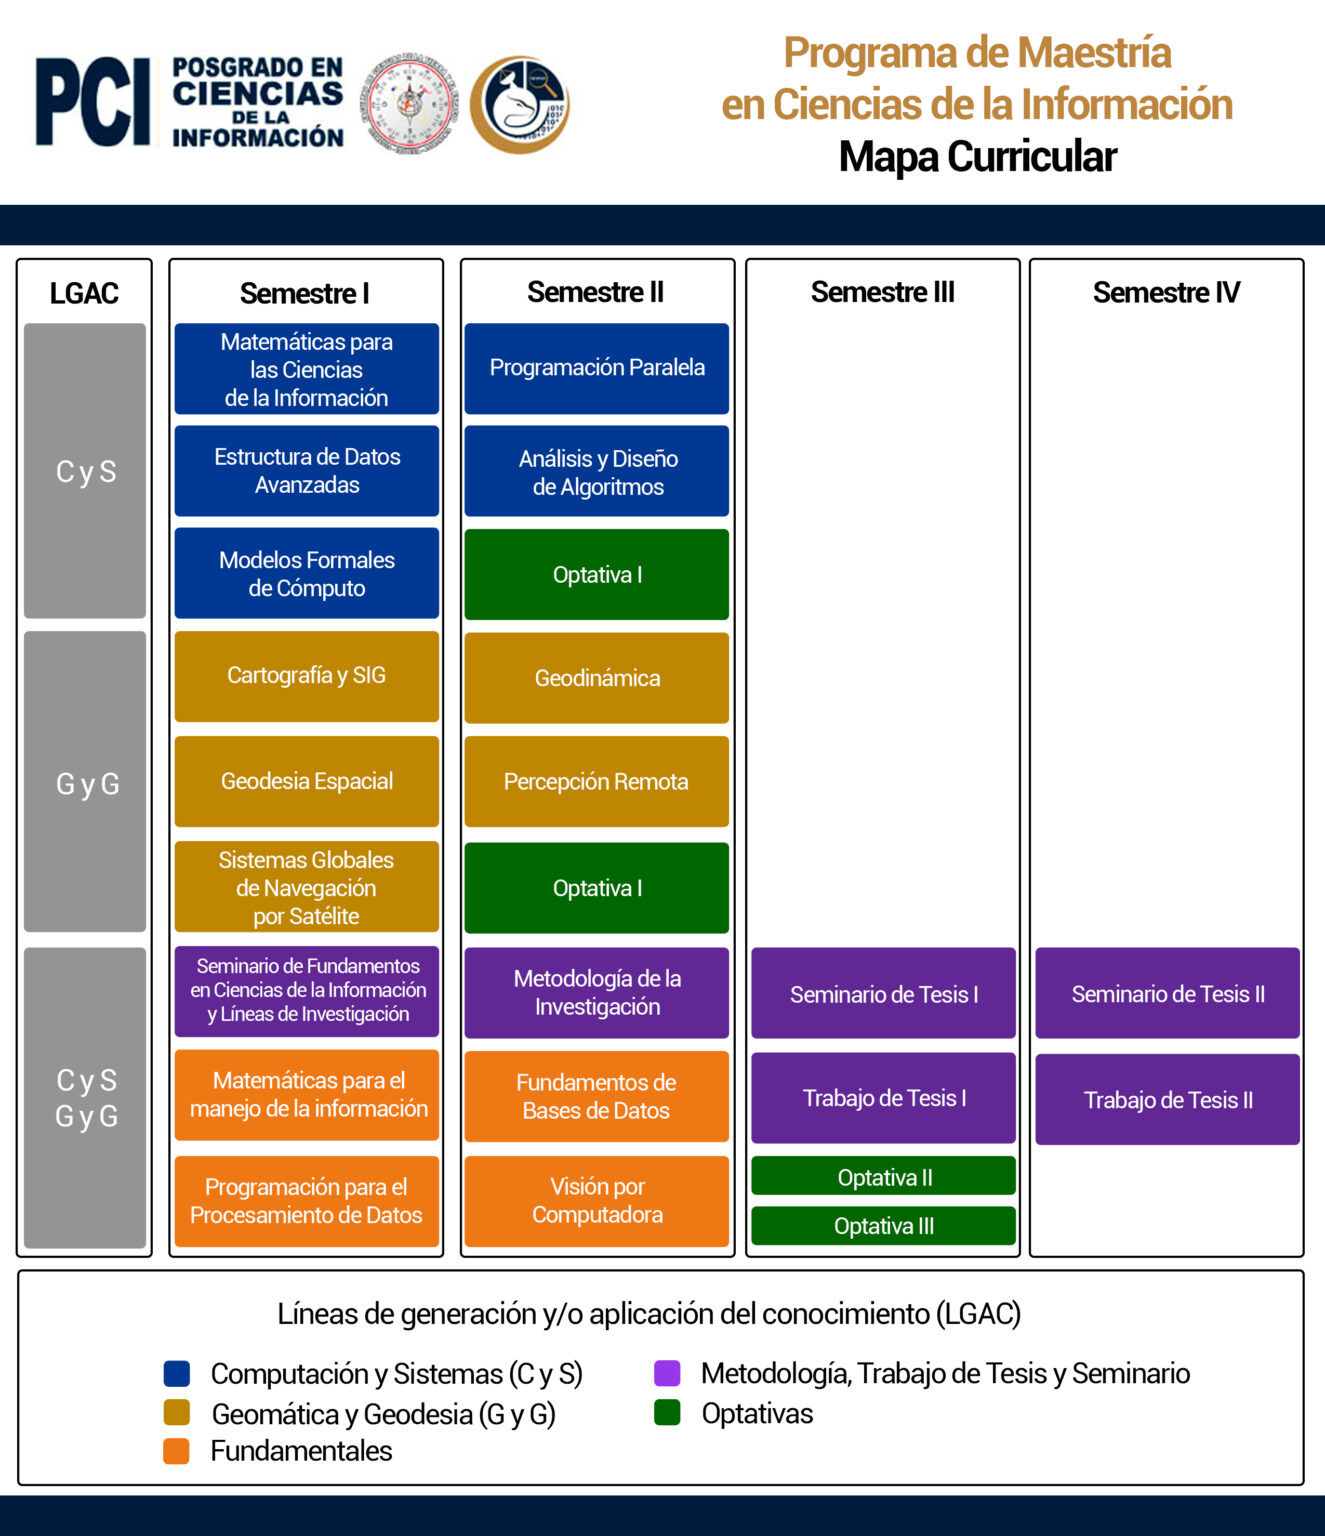 PCI
POSGRADO EN
CIENCIAS
DE LA
INFORMACIÓN
Programa de Maestría
en Ciencias de la Información
Mapa Curricular
LGAC
Semestre I
Semestre II
Semestre III
Semestre IV
C y S
Matemáticas para
las Ciencias
de la Información
Programación Paralela
Estructura de Datos
Avanzadas
Análisis y Diseño
de Algoritmos
Modelos Formales
de Cómputo
Optativa I
G y G
Cartografía y SIG
Geodinámica
Geodesia Espacial
Percepción Remota
Sistemas Globales
de Navegación
por Satélite
Optativa I
C y S
G y G
Seminario de Fundamentos
en Ciencias de la Información
y Líneas de Investigación
Metodología de la
Investigación
Seminario de Tesis I
Seminario de Tesis II
Matemáticas para el
manejo de la información
Fundamentos de
Bases de Datos
Trabajo de Tesis I
Trabajo de Tesis II
Programación para el
Procesamiento de Datos
Visión por
Computadora
Optativa II
Optativa III
Líneas de generación y/o aplicación del conocimiento (LGAC)
Computación y Sistemas (C y S)
Metodología, Trabajo de Tesis y Seminario
Geomática y Geodesia (G y G)
Optativas
Fundamentales